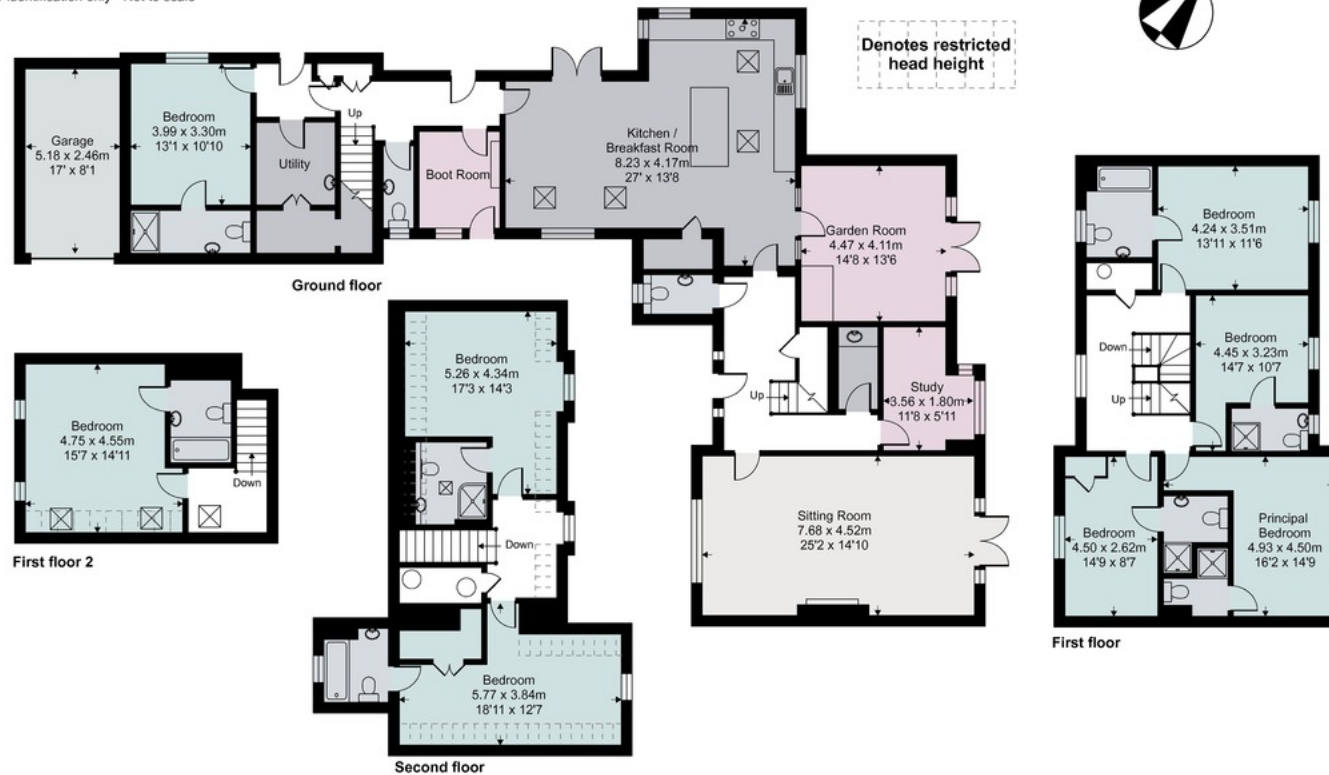 identification only - Not to scale
Denotes restricted
head height
Garage
5.18 x 2.46m
17' x 8'1
Bedroom
3.99 x 3.30m
13'1 x 10'10
Utility
Up
Boot Room
Kitchen /
Breakfast Room
8.23 x 4.17m
27' x 13'8
Garden Room
4.47 x 4.11m
14'8 x 13'6
Ground floor
Up
Study
3.56 x 1.80m
11'8 x 5'11
Sitting Room
7.68 x 4.52m
25'2 x 14'10
Bedroom
4.75 x 4.55m
15'7 x 14'11
Down
First floor 2
Bedroom
5.26 x 4.34m
17'3 x 14'3
Down
Bedroom
5.77 x 3.84m
18'11 x 12'7
Second floor
Bedroom
4.24 x 3.51m
13'11 x 11'6
Bedroom
4.45 x 3.23m
14'7 x 10'7
Down
Up
Bedroom
4.50 x 2.62m
14'9 x 8'7
Principal
Bedroom
4.93 x 4.50m
16'2 x 14'9
First floor